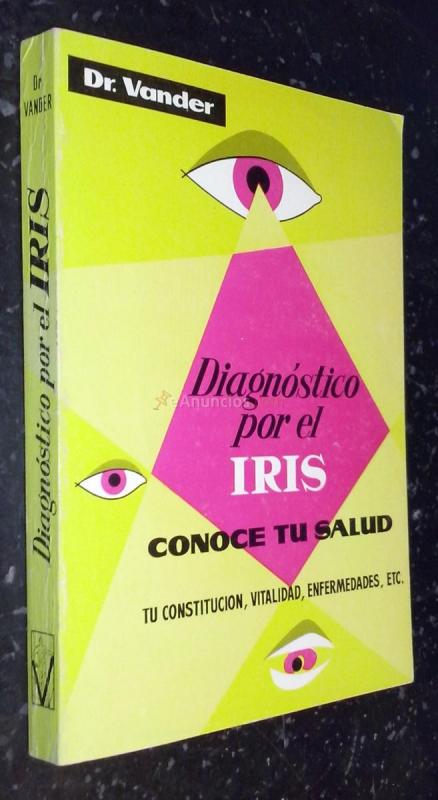 Dr. Vander
Diagnóstico
por el
IRIS
CONOCE TU SALUD
TU CONSTITUCION, VITALIDAD, ENFERMEDADES, ETC.
Dr.
VANDER
Diagnóstico por el IRIS
V
eAnuncios